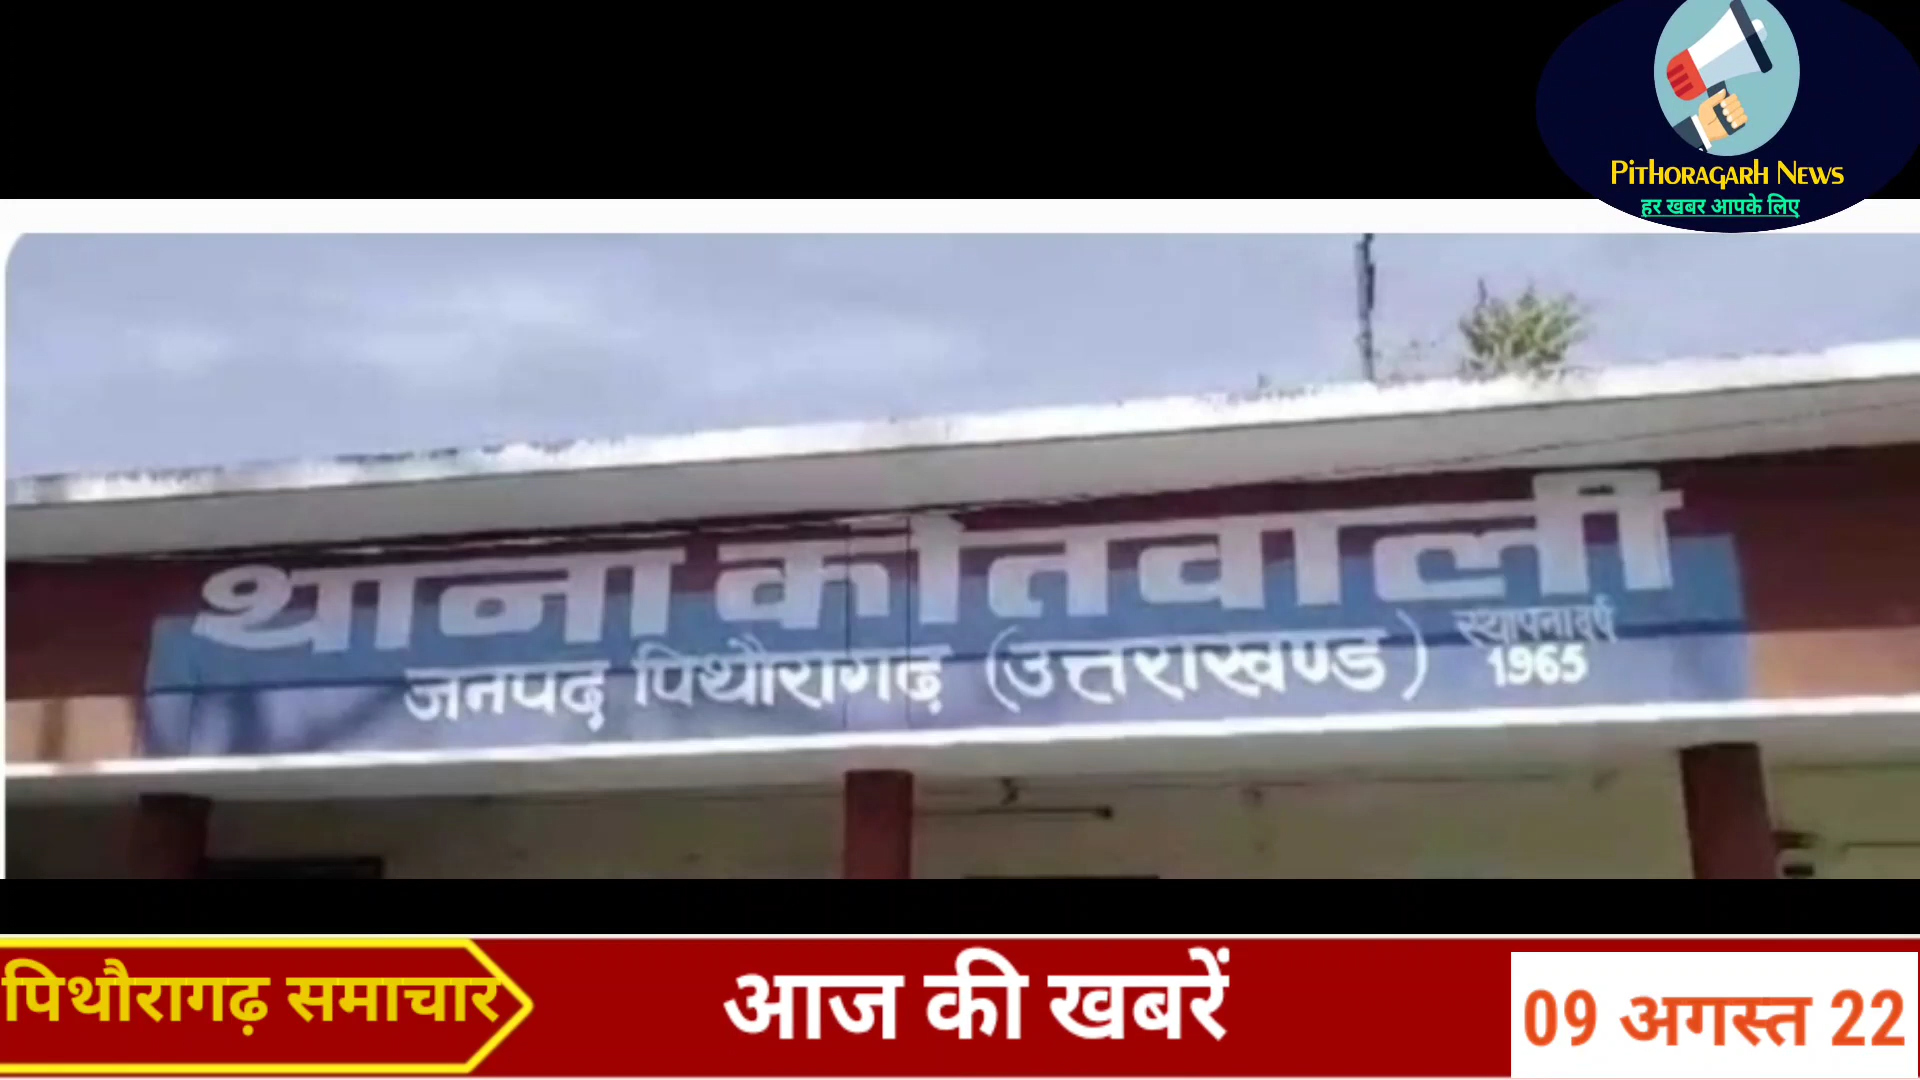 Pithoragarh News
हर खबर आपके लिए
थाना कोतवाली
जनपद पिथौरागढ़ (उत्तराखण्ड)
स्थापना वर्ष
1965
पिथौरागढ़ समाचार
आज की खबरें
09 अगस्त 22